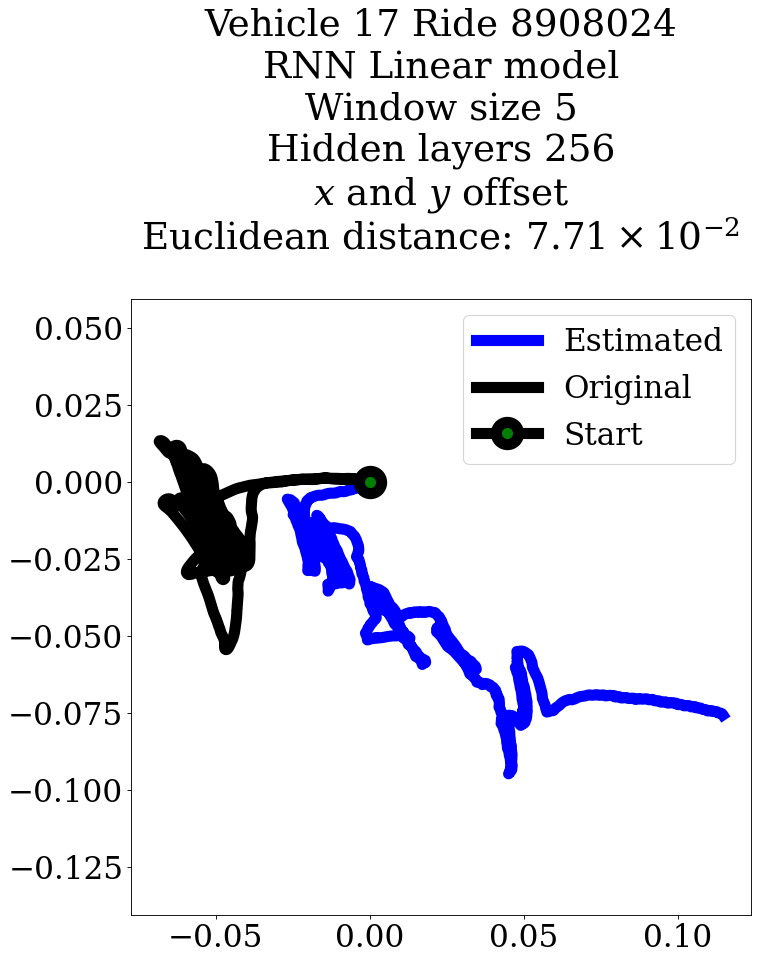 Vehicle 17 Ride 8908024
RNN Linear model
Window size 5
Hidden layers 256
x and y offset
Euclidean distance: 7.71 × 10⁻²
Estimated
Original
Start
0.050
0.025
0.000
−0.025
−0.050
−0.075
−0.100
−0.125
−0.05 0.00 0.05 0.10